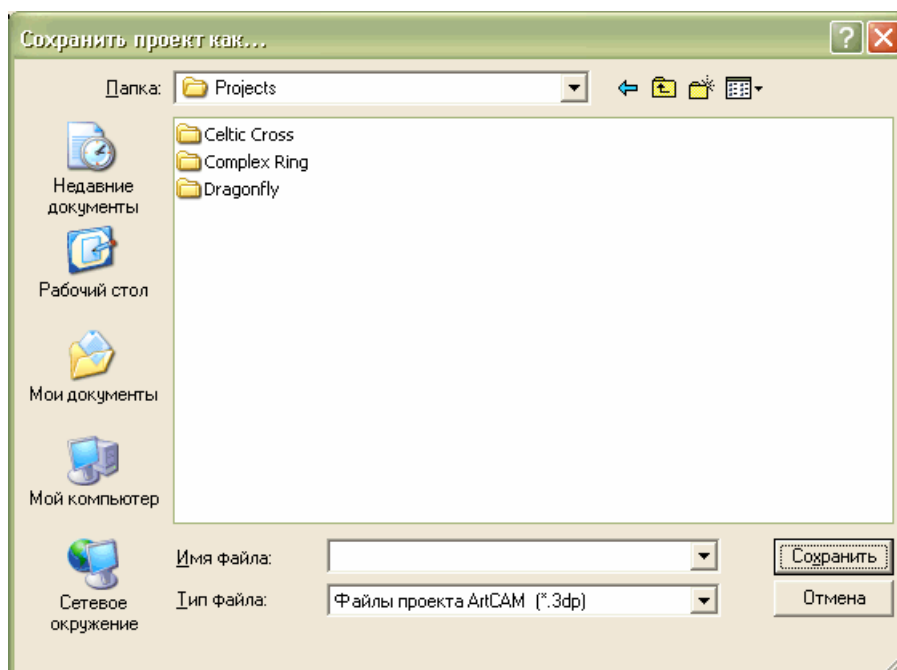 Сохранить проект как...
Папка: Projects
Celtic Cross
Complex Ring
Dragonfly
Недавние
документы
Рабочий стол
Мои документы
Мой компьютер
Сетевое
окружение
Имя файла:
Сохранить
Тип файла: Файлы проекта ArtCAM (*.3dp)
Отмена